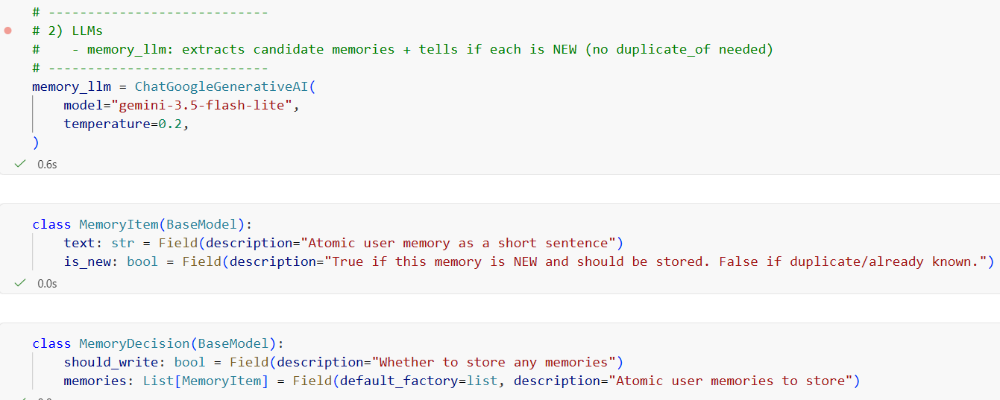 # ----------------------------
# 2) LLMs
#    - memory_llm: extracts candidate memories + tells if each is NEW (no duplicate_of needed)
# ----------------------------
memory_llm = ChatGoogleGenerativeAI(
    model="gemini-3.5-flash-lite",
    temperature=0.2,
)
0.6s
class MemoryItem(BaseModel):
    text: str = Field(description="Atomic user memory as a short sentence")
    is_new: bool = Field(description="True if this memory is NEW and should be stored. False if duplicate/already known.")
0.0s
class MemoryDecision(BaseModel):
    should_write: bool = Field(description="Whether to store any memories")
    memories: List[MemoryItem] = Field(default_factory=list, description="Atomic user memories to store")